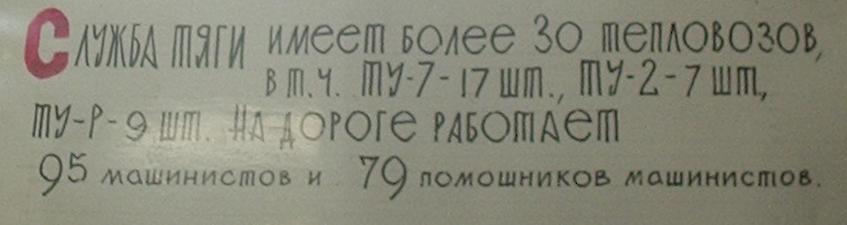 Служба тяги имеет более 30 тепловозов,
в т.ч. ТУ-7-17 шт., ТУ-2-7 шт,
ТУ-Р-9 шт. На дороге работает
95 машинистов и 79 помошников машинистов.